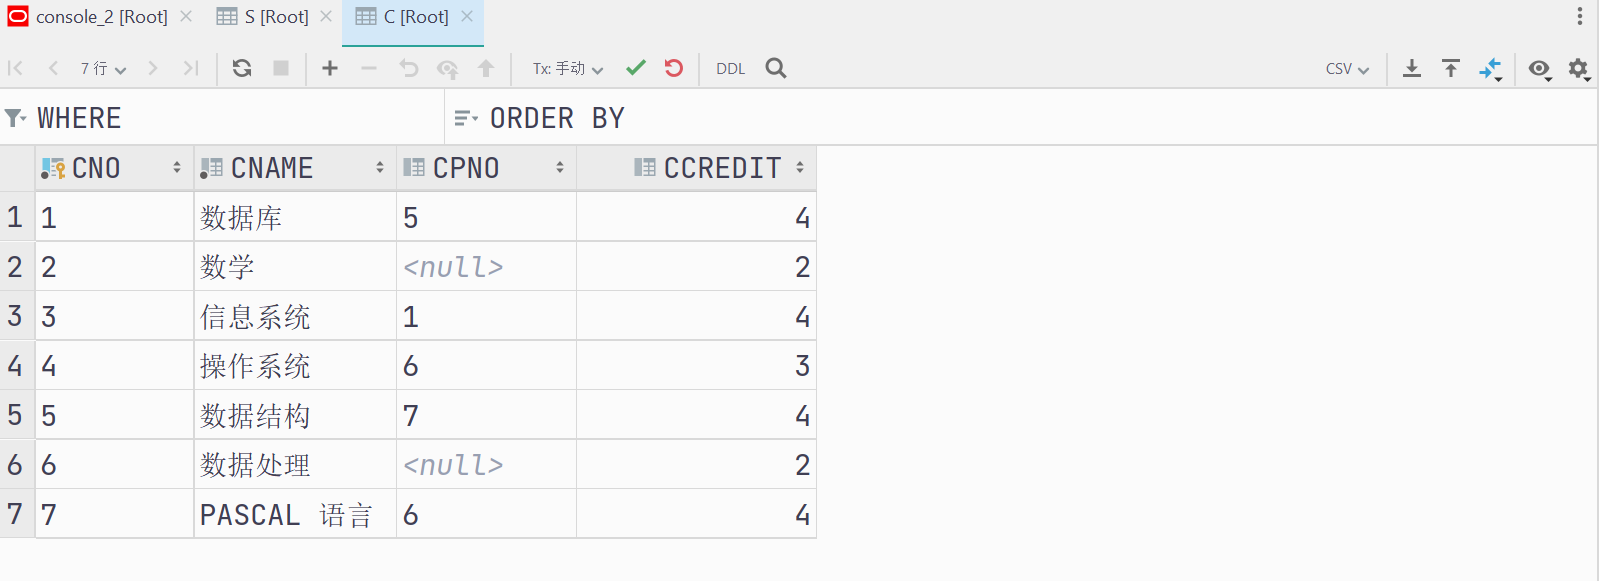 console_2 [Root] S [Root] C [Root]
7 行 Tx: 手动 DDL CSV
WHERE ORDER BY
CNO CNAME CPNO CCREDIT
1 1 数据库 5 4
2 2 数学 <null> 2
3 3 信息系统 1 4
4 4 操作系统 6 3
5 5 数据结构 7 4
6 6 数据处理 <null> 2
7 7 PASCAL 语言 6 4